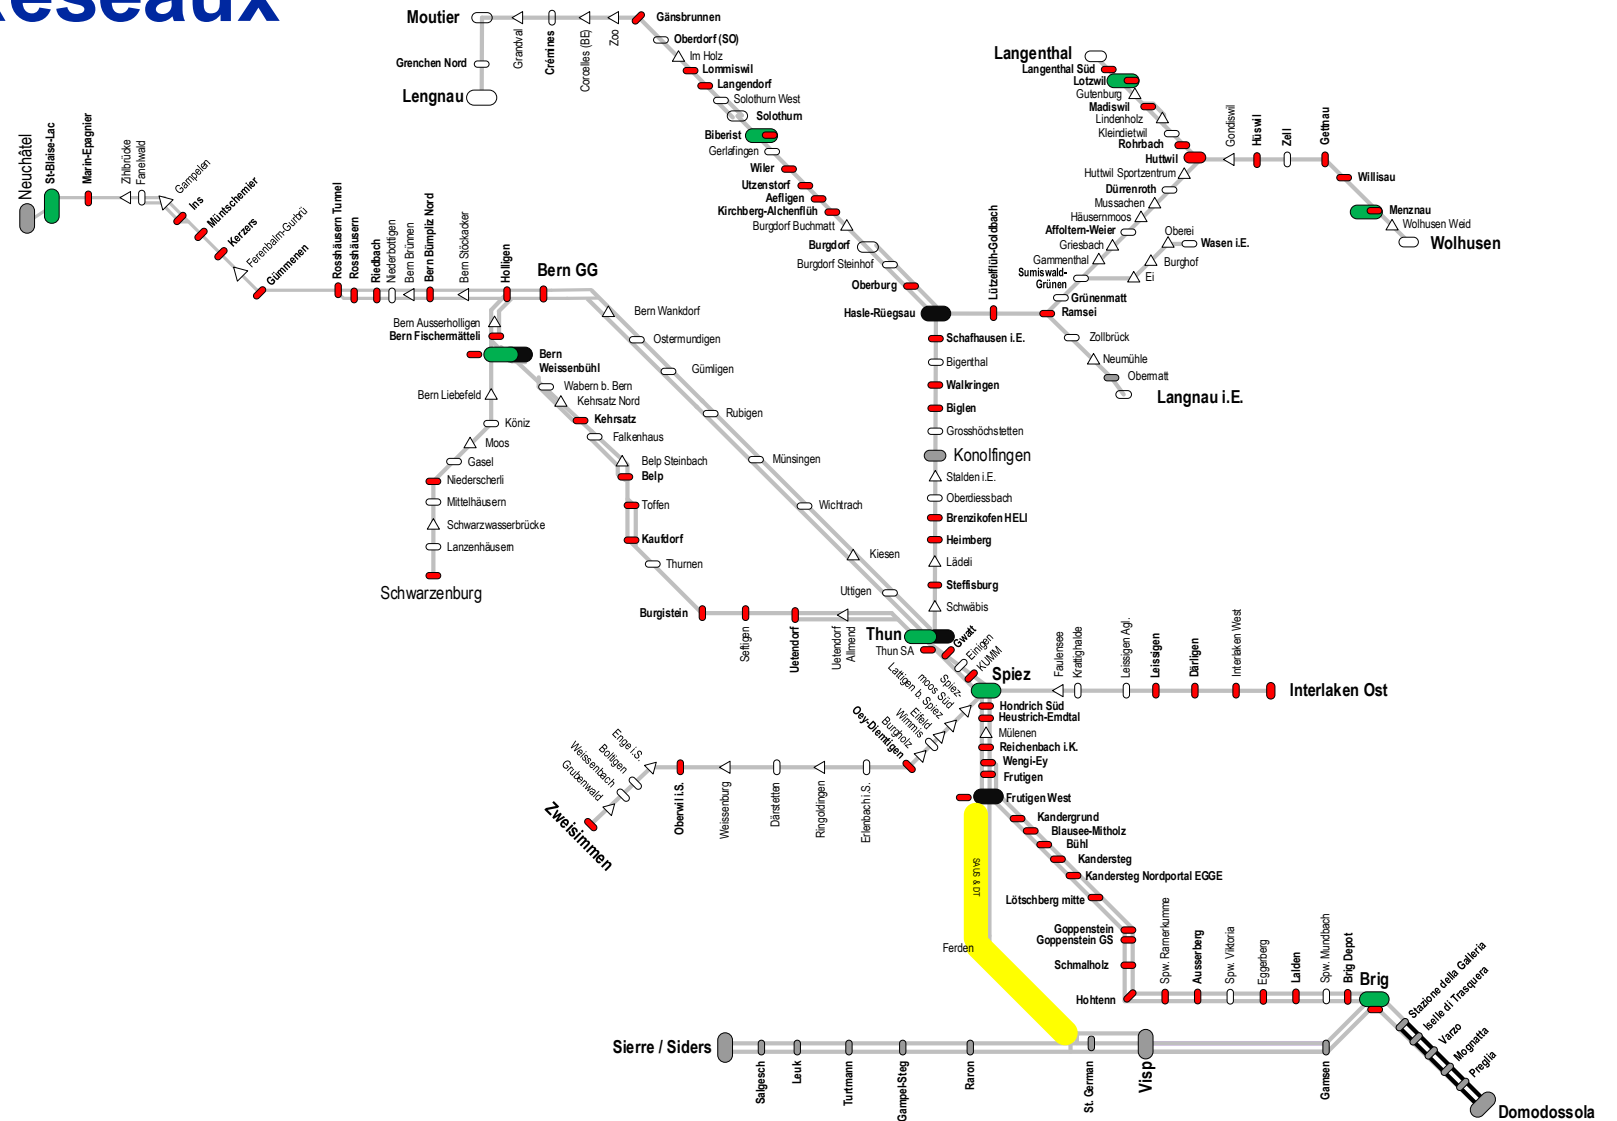 Réseaux
Moutier
Grandval
Crémines
Corcelles (BE)
Zoo
Gänsbrunnen
Oberdorf (SO)
Im Holz
Lommiswil
Langendorf
Solothurn West
Solothurn
Grenchen Nord
Lengnau
Biberist
Gerlafingen
Wiler
Utzenstorf
Aefligen
Kirchberg-Alchenflüh
Burgdorf Buchmatt
Burgdorf
Burgdorf Steinhof
Oberburg
Hasle-Rüegsau
Langenthal
Langenthal Süd
Lotzwil
Gutenburg
Madiswil
Lindenholz
Kleindietwil
Rohrbach
Huttwil
Gondiswil
Hüswil
Zell
Gettnau
Willisau
Menznau
Wolhusen Weid
Wolhusen
Huttwil Sportzentrum
Dürrenroth
Mussachen
Häusernmoos
Affoltern-Weier
Griesbach
Gammenthal
Sumiswald-
Grünen
Oberei
Wasen i.E.
Burghof
Ei
Grünenmatt
Ramsei
Lützelflüh-Goldbach
Zollbrück
Neumühle
Obermatt
Langnau i.E.
Neuchâtel
St-Blaise-Lac
Marin-Epagnier
Zihlbrücke
Fanelwald
Gampelen
Ins
Müntschemier
Kerzers
Ferenbalm-Gurbrü
Gümmenen
Rosshäusern Tunnel
Rosshäusern
Riedbach
Niederbottigen
Bern Brünnen
Bern Bümpliz Nord
Bern Stöckacker
Holligen
Bern GG
Bern Ausserholligen
Bern Fischermätteli
Bern
Weissenbühl
Bern Liebefeld
Köniz
Moos
Gasel
Niederscherli
Mittelhäusern
Schwarzwasserbrücke
Lanzenhäusern
Schwarzenburg
Wabern b. Bern
Kehrsatz Nord
Kehrsatz
Falkenhaus
Belp Steinbach
Belp
Toffen
Kaufdorf
Thurnen
Burgistein
Seftigen
Uetendorf
Uetendorf
Allmend
Bern Wankdorf
Ostermundigen
Gümligen
Rubigen
Münsingen
Wichtrach
Kiesen
Uttigen
Schafhausen i.E.
Bigenthal
Walkringen
Biglen
Grosshöchstetten
Konolfingen
Stalden i.E.
Oberdiessbach
Brenzikofen HELI
Heimberg
Lädeli
Steffisburg
Schwäbis
Thun
Thun SA
Gwatt
Einigen
KUMM
Spiez
Faulensee
Krattighalde
Leissigen Agl.
Leissigen
Därligen
Interlaken West
Interlaken Ost
Spiez-
moos Süd
Lattigen b. Spiez
Eifeld
Wimmis
Burgholz
Oey-Diemtigen
Erlenbach i.S.
Ringoldingen
Därstetten
Weissenburg
Oberwil i.S.
Enge i.S.
Boltigen
Weissenbach
Grubenwald
Zweisimmen
Hondrich Süd
Heustrich-Emdtal
Mülenen
Reichenbach i.K.
Wengi-Ey
Frutigen
Frutigen West
Kandergrund
Blausee-Mitholz
Bühl
Kandersteg
Kandersteg Nordportal EGGE
Lötschberg mitte
Goppenstein
Goppenstein GS
Schmalholz
Hohtenn
Ferden
Spw. Rarnerkumme
Ausserberg
Spw. Viktoria
Eggerberg
Lalden
Spw. Mundbach
Brig Depot
Brig
Stazione della Galleria
Iselle di Trasquera
Varzo
Mognatta
Preglia
Domodossola
Sierre / Siders
Salgesch
Leuk
Turtmann
Gampel-Steg
Raron
St. German
Visp
Gamsen